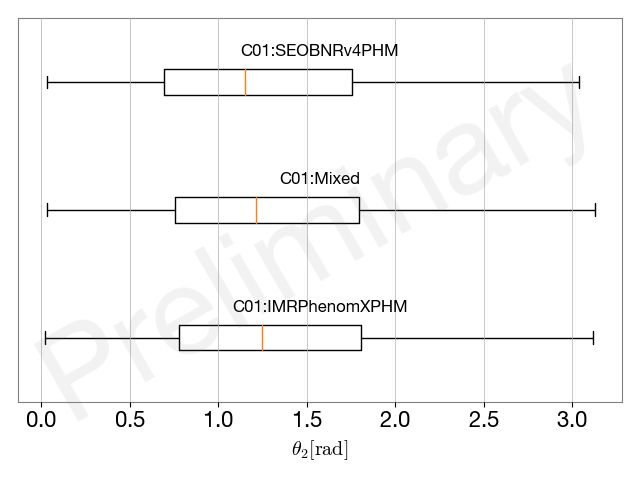 C01:SEOBNRv4PHM
C01:Mixed
C01:IMRPhenomXPHM
Preliminary
0.0 0.5 1.0 1.5 2.0 2.5 3.0
θ₂[rad]